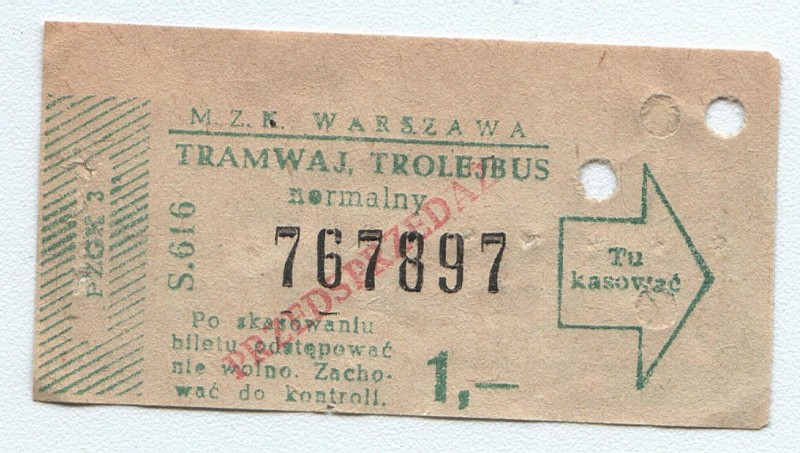 M. Z. K. WARSZAWA
TRAMWAJ, TROLEJBUS
normalny
PRZEDSPRZEDAŻ
767897
S.616
PZGK 3
Tu
kasować
Po skasowaniu
biletu odstępować
nie wolno. Zacho-
wać do kontroli.
1,—